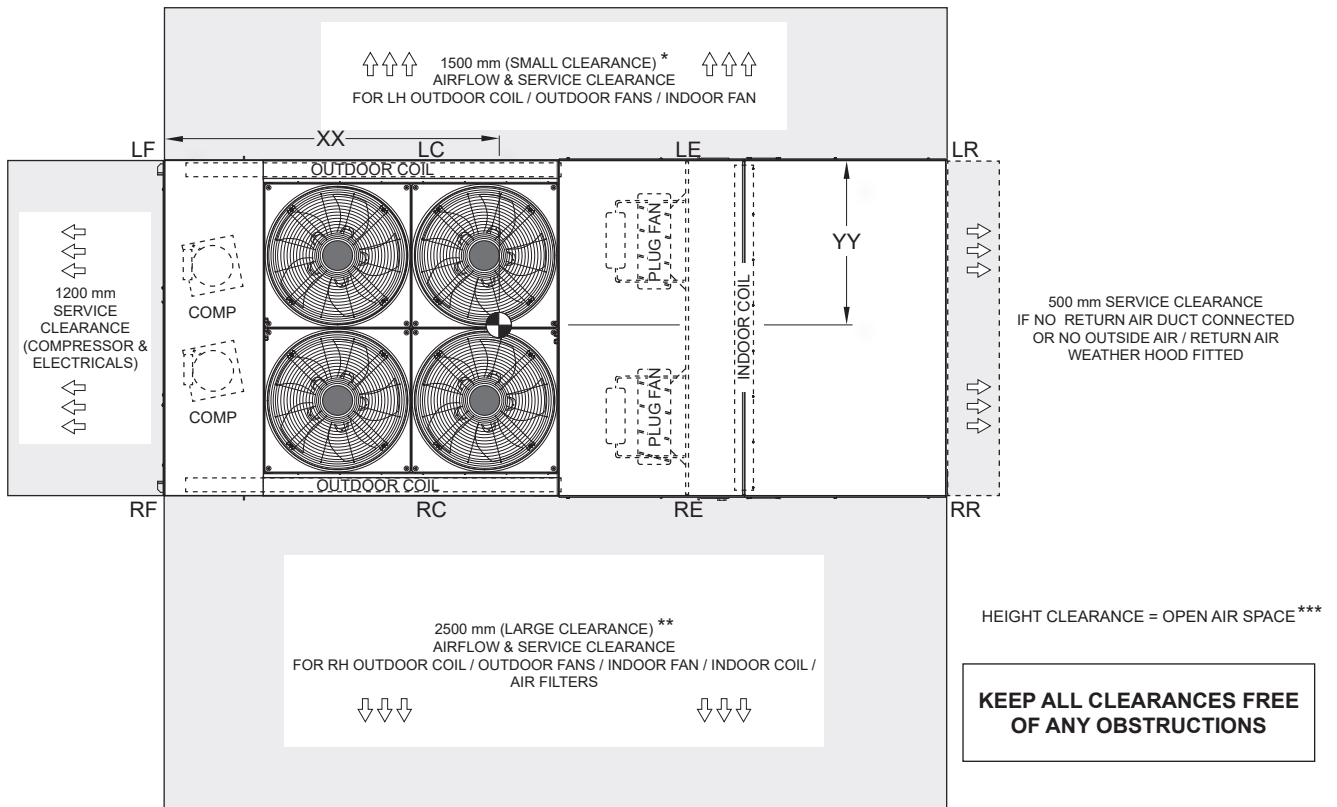 1500 mm (SMALL CLEARANCE) *
AIRFLOW & SERVICE CLEARANCE
FOR LH OUTDOOR COIL / OUTDOOR FANS / INDOOR FAN
XX
LF
LC
LE
LR
OUTDOOR COIL
1200 mm
SERVICE
CLEARANCE
(COMPRESSOR &
ELECTRICALS)
COMP
COMP
PLUG FAN
PLUG FAN
INDOOR COIL
YY
500 mm SERVICE CLEARANCE
IF NO RETURN AIR DUCT CONNECTED
OR NO OUTSIDE AIR / RETURN AIR
WEATHER HOOD FITTED
OUTDOOR COIL
RF
RC
RE
RR
2500 mm (LARGE CLEARANCE) **
AIRFLOW & SERVICE CLEARANCE
FOR RH OUTDOOR COIL / OUTDOOR FANS / INDOOR FAN / INDOOR COIL /
AIR FILTERS
HEIGHT CLEARANCE = OPEN AIR SPACE ***
KEEP ALL CLEARANCES FREE
OF ANY OBSTRUCTIONS